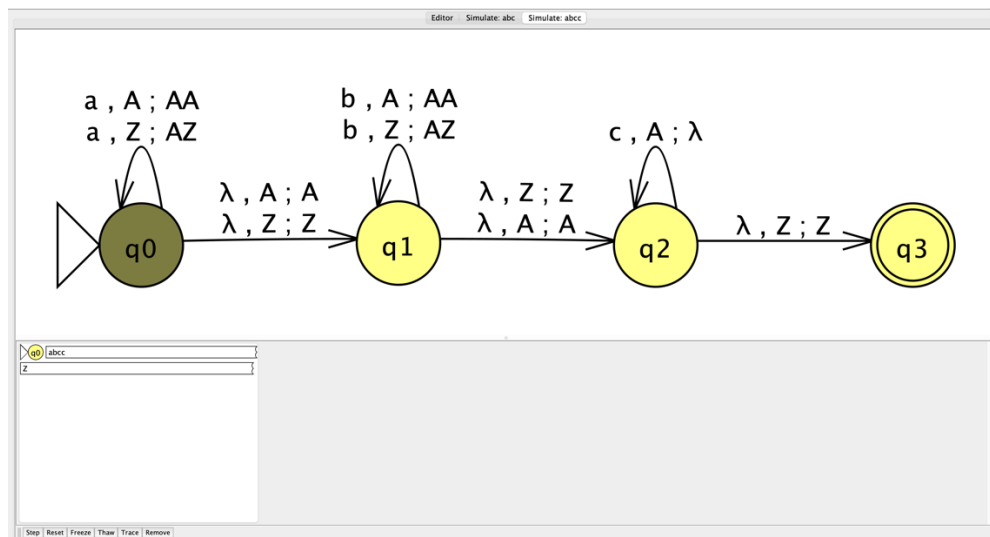 Editor Simulate: abc Simulate: abcc
a , A ; AA
a , Z ; AZ
b , A ; AA
b , Z ; AZ
c , A ; λ
λ , A ; A
λ , Z ; Z
λ , Z ; Z
λ , A ; A
λ , Z ; Z
q0 q1 q2 q3
q0 abcc
Z
Step Reset Freeze Thaw Trace Remove